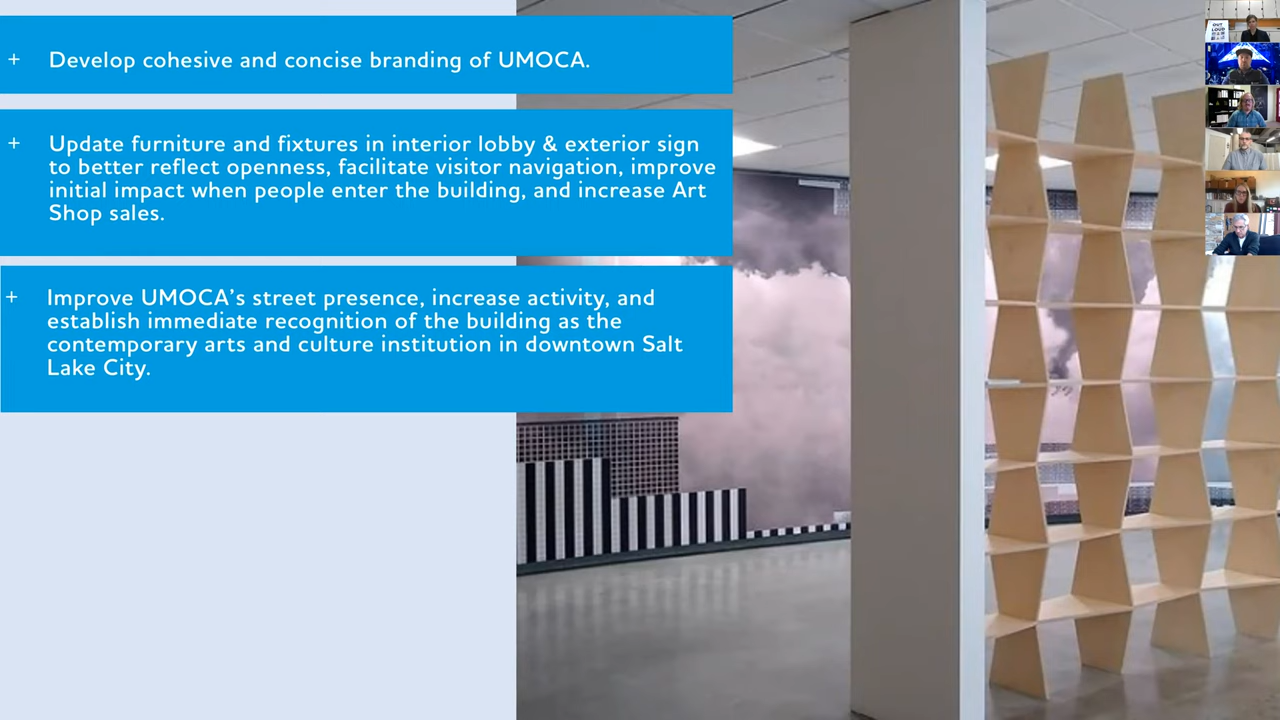 + Develop cohesive and concise branding of UMOCA.
+ Update furniture and fixtures in interior lobby & exterior sign
to better reflect openness, facilitate visitor navigation, improve
initial impact when people enter the building, and increase Art
Shop sales.
+ Improve UMOCA’s street presence, increase activity, and
establish immediate recognition of the building as the
contemporary arts and culture institution in downtown Salt
Lake City.
OUT
LOUD